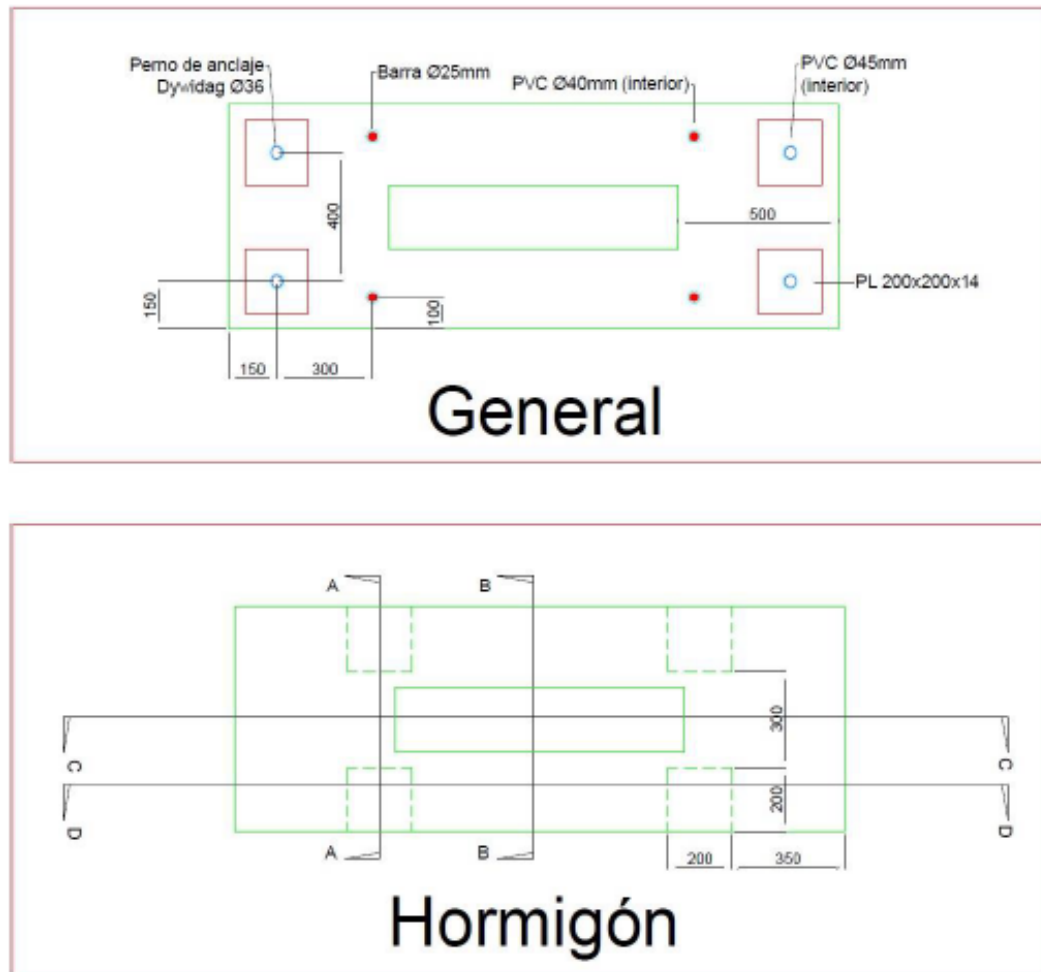 Perno de anclaje
Dywidag Ø36
Barra Ø25mm
PVC Ø40mm (interior)
PVC Ø45mm
(interior)
400
500
150
100
PL 200x200x14
150
300
General
A
B
300
C
C
200
D
D
A
B
200
350
Hormigón